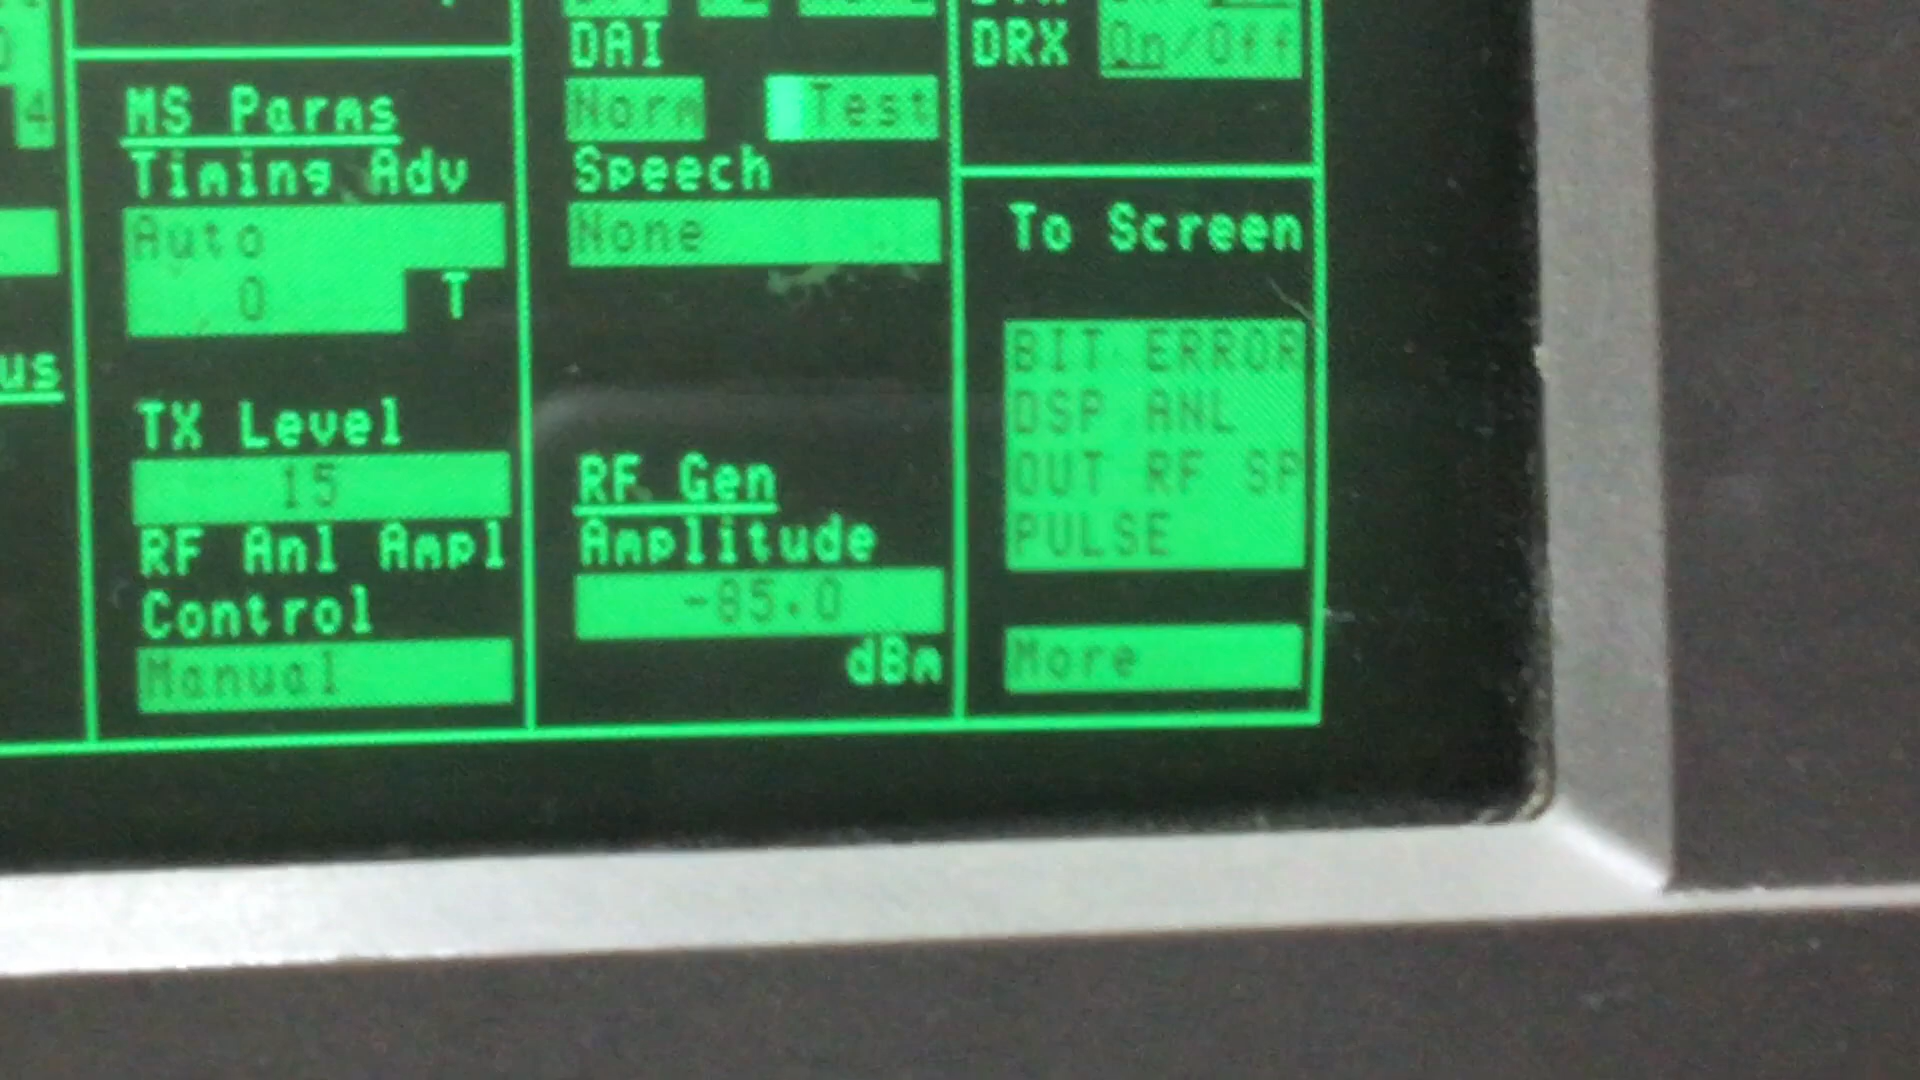 4
us
MS Parms
Timing Adv
Auto
0 T
TX Level
15
RF Anl Ampl
Control
Manual
DAI
Norm Test
Speech
None
RF Gen
Amplitude
-85.0
dBm
DRX On/Off
To Screen
BIT ERROR
DSP ANL
OUT RF SP
PULSE
More